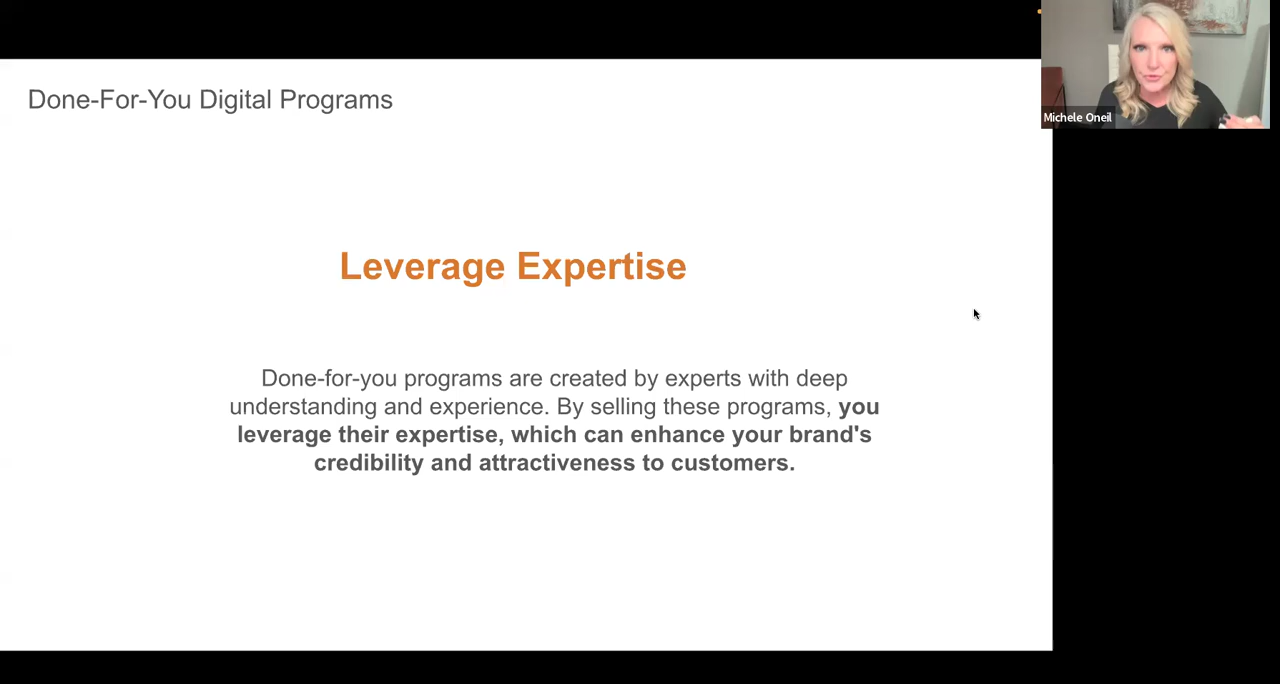 Done-For-You Digital Programs
Michele Oneil
Leverage Expertise
Done-for-you programs are created by experts with deep
understanding and experience. By selling these programs, you
leverage their expertise, which can enhance your brand's
credibility and attractiveness to customers.